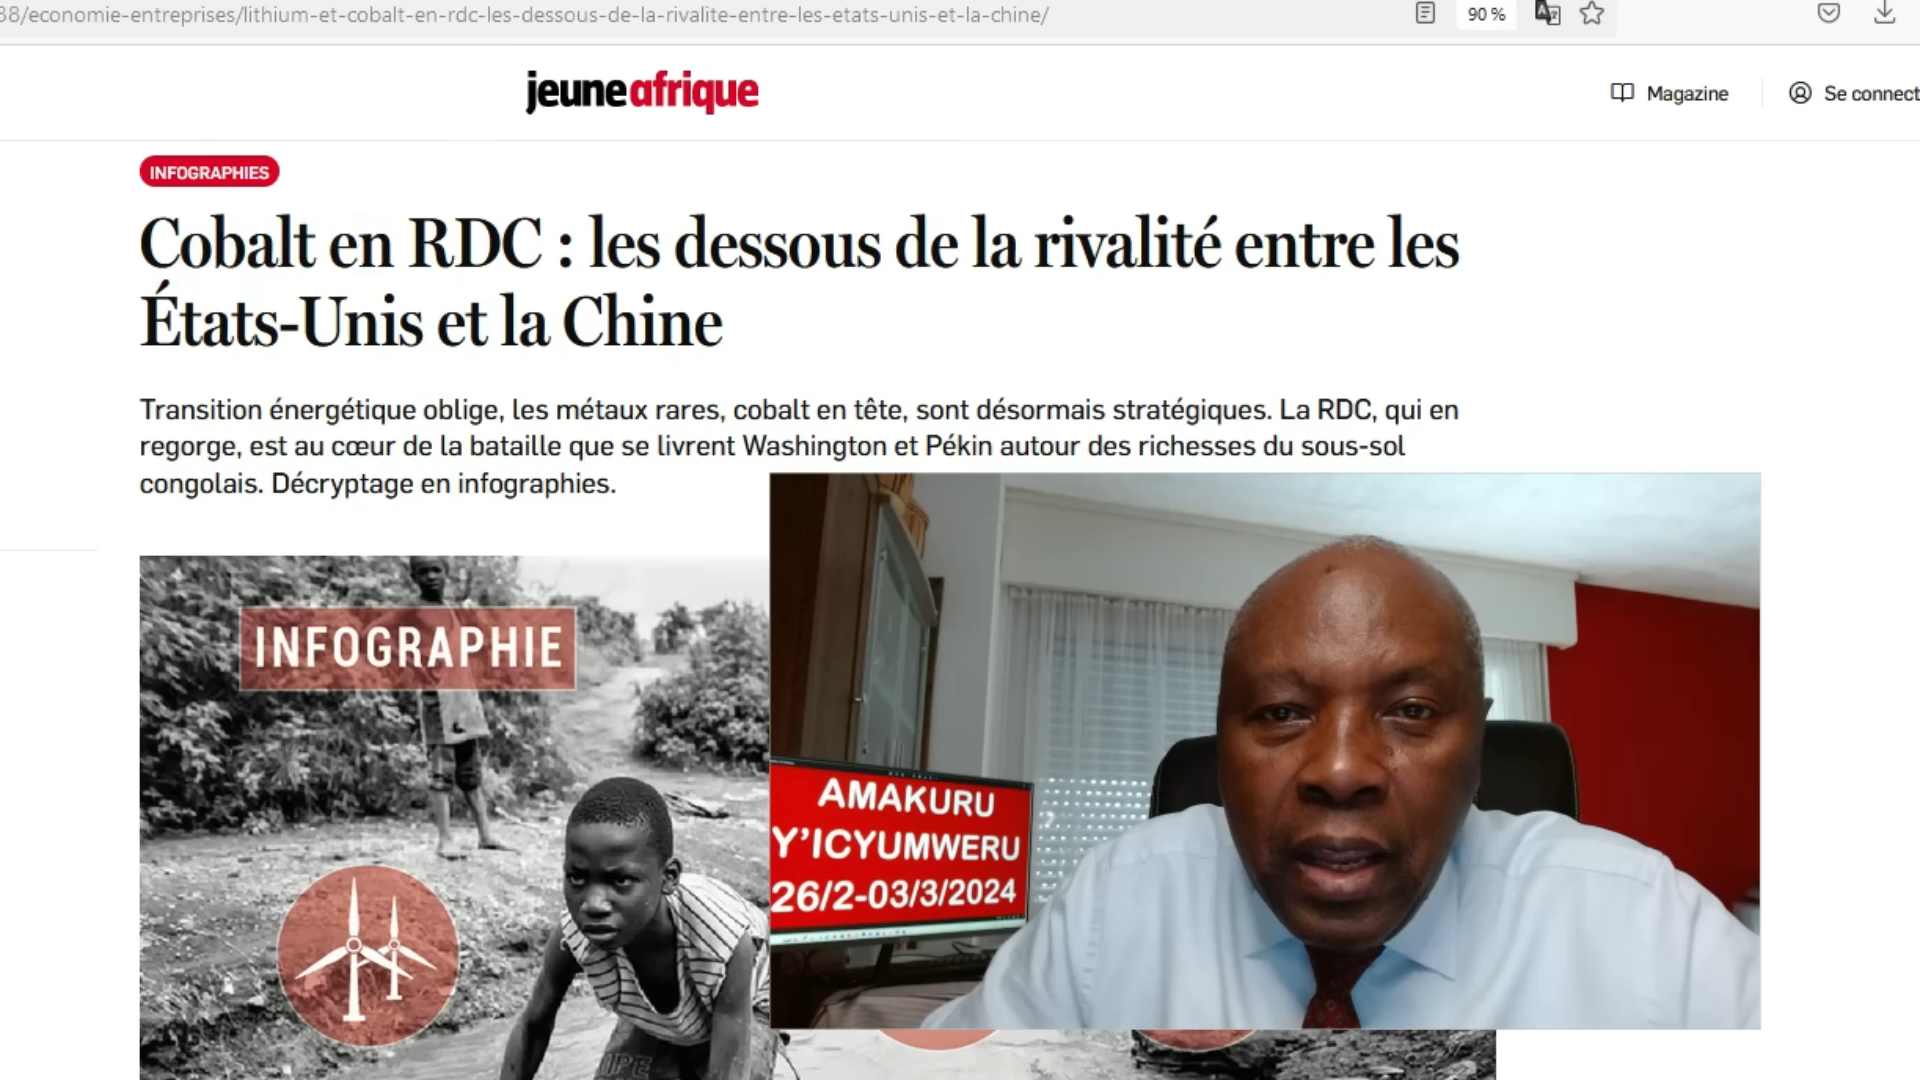 38/economie-entreprises/lithium-et-cobalt-en-rdc-les-dessous-de-la-rivalite-entre-les-etats-unis-et-la-chine/
90 %
jeuneafrique
Magazine
Se connect
INFOGRAPHIES
Cobalt en RDC : les dessous de la rivalité entre les
États-Unis et la Chine
Transition énergétique oblige, les métaux rares, cobalt en tête, sont désormais stratégiques. La RDC, qui en
regorge, est au cœur de la bataille que se livrent Washington et Pékin autour des richesses du sous-sol
congolais. Décryptage en infographies.
INFOGRAPHIE
AMAKURU
Y'ICYUMWERU
26/2-03/3/2024